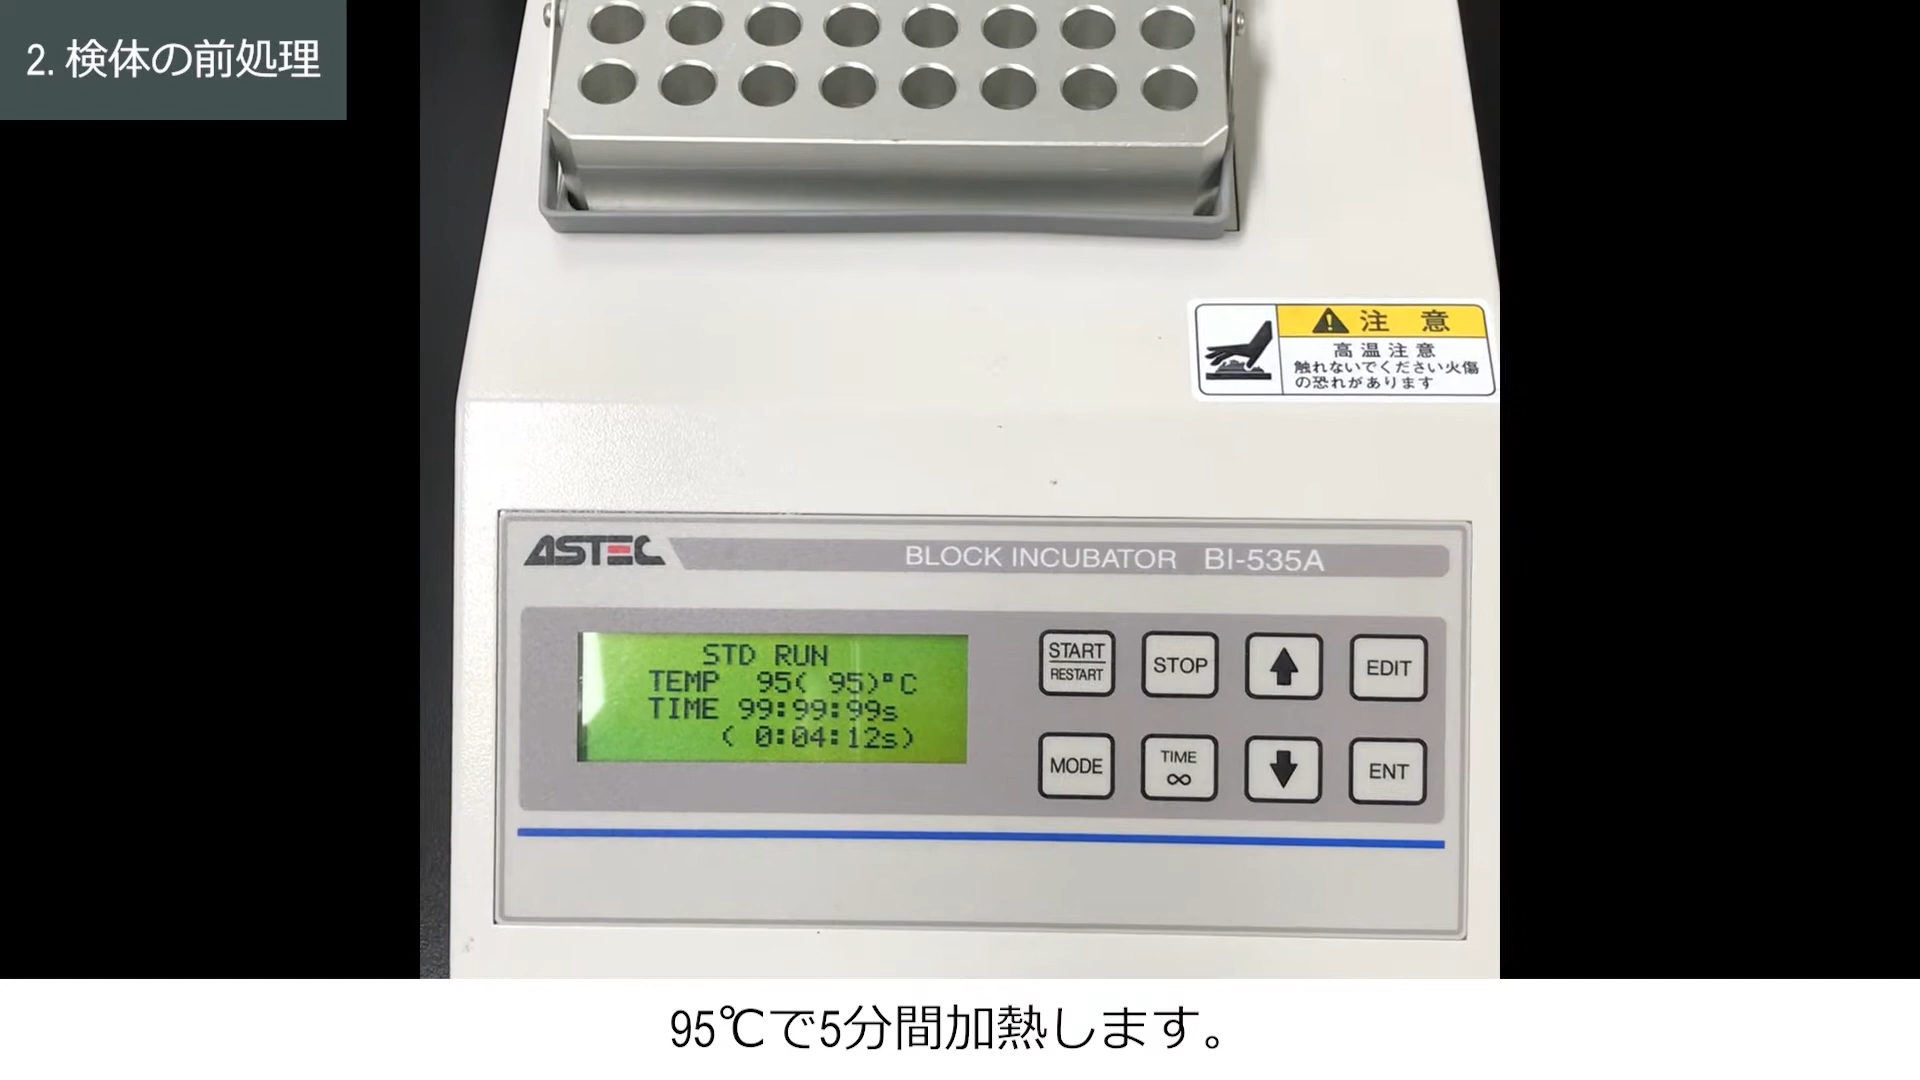 2. 検体の前処理
注 意
高温注意
触れないでください火傷
の恐れがあります
ASTEC
BLOCK INCUBATOR BI-535A
STD RUN
TEMP 95( 95)°C
TIME 99:99:99s
( 0:04:12s)
START
RESTART
STOP
EDIT
MODE
TIME
∞
ENT
95℃で5分間加熱します。